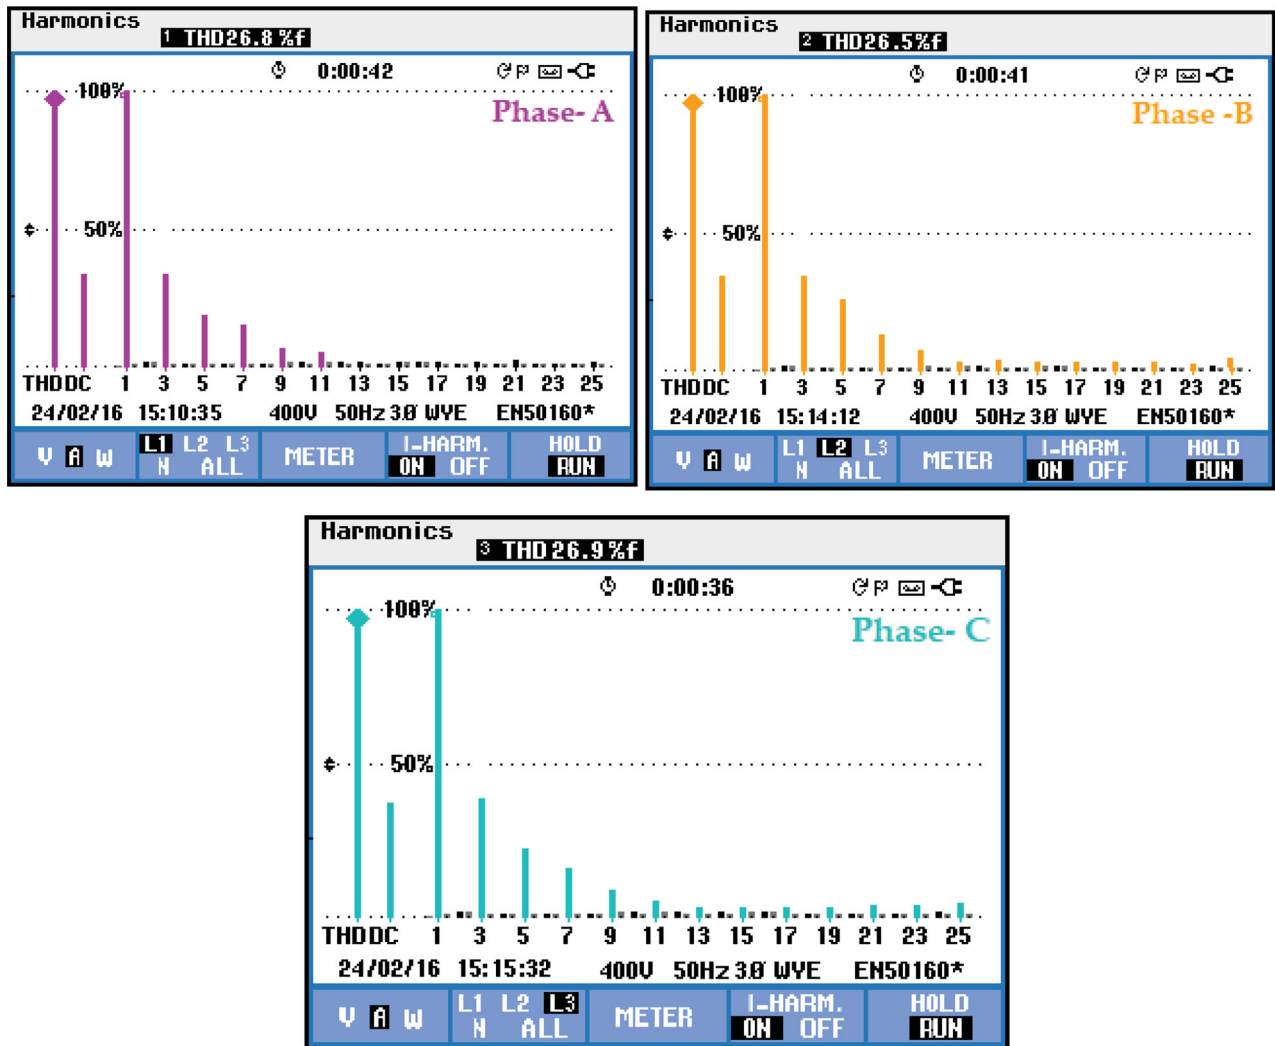 Harmonics
1 THD26.8%f
0:00:42
100%
Phase- A
50%
THD DC 1 3 5 7 9 11 13 15 17 19 21 23 25
24/02/16 15:10:35 400V 50Hz 3Ø WYE EN50160*
V A W L1 L2 L3 N ALL METER I-HARM. ON OFF HOLD RUN
Harmonics
2 THD26.5%f
0:00:41
100%
Phase -B
50%
THD DC 1 3 5 7 9 11 13 15 17 19 21 23 25
24/02/16 15:14:12 400V 50Hz 3Ø WYE EN50160*
V A W L1 L2 L3 N ALL METER I-HARM. ON OFF HOLD RUN
Harmonics
3 THD26.9%f
0:00:36
100%
Phase- C
50%
THD DC 1 3 5 7 9 11 13 15 17 19 21 23 25
24/02/16 15:15:32 400V 50Hz 3Ø WYE EN50160*
V A W L1 L2 L3 N ALL METER I-HARM. ON OFF HOLD RUN